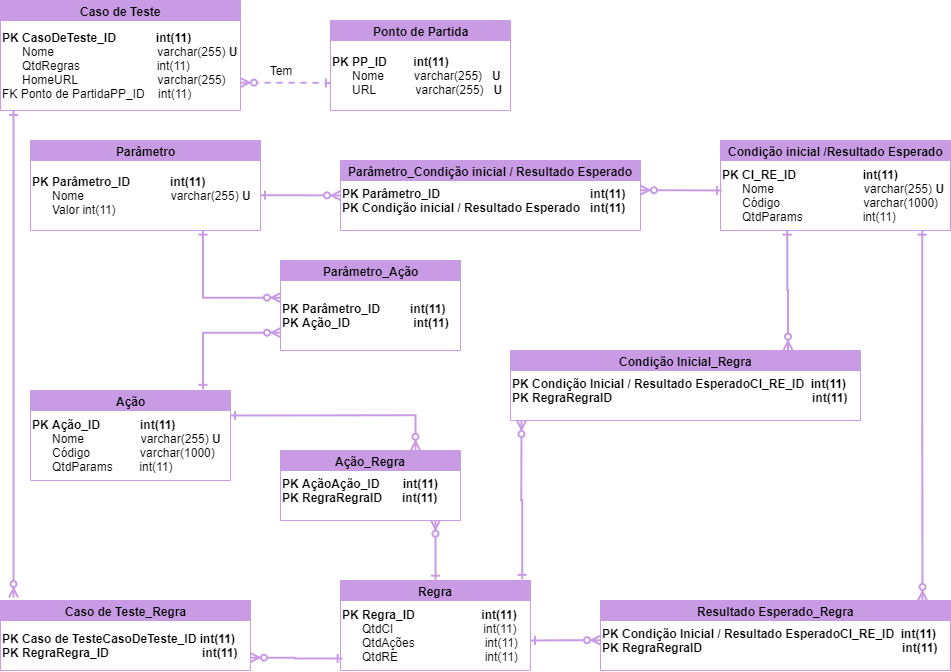 Caso de Teste
PK CasoDeTeste_ID int(11)
Nome varchar(255) U
QtdRegras int(11)
HomeURL varchar(255)
FK Ponto de PartidaPP_ID int(11)
Tem
Ponto de Partida
PK PP_ID int(11)
Nome varchar(255) U
URL varchar(255) U
Parâmetro
PK Parâmetro_ID int(11)
Nome varchar(255) U
Valor int(11)
Parâmetro_Condição inicial / Resultado Esperado
PK Parâmetro_ID int(11)
PK Condição inicial / Resultado Esperado int(11)
Condição inicial /Resultado Esperado
PK CI_RE_ID int(11)
Nome varchar(255) U
Código varchar(1000)
QtdParams int(11)
Parâmetro_Ação
PK Parâmetro_ID int(11)
PK Ação_ID int(11)
Condição Inicial_Regra
PK Condição Inicial / Resultado EsperadoCI_RE_ID int(11)
PK RegraRegraID int(11)
Ação
PK Ação_ID int(11)
Nome varchar(255) U
Código varchar(1000)
QtdParams int(11)
Ação_Regra
PK AçãoAção_ID int(11)
PK RegraRegraID int(11)
Caso de Teste_Regra
PK Caso de TesteCasoDeTeste_ID int(11)
PK RegraRegra_ID int(11)
Regra
PK Regra_ID int(11)
QtdCI int(11)
QtdAções int(11)
QtdRE int(11)
Resultado Esperado_Regra
PK Condição Inicial / Resultado EsperadoCI_RE_ID int(11)
PK RegraRegraID int(11)